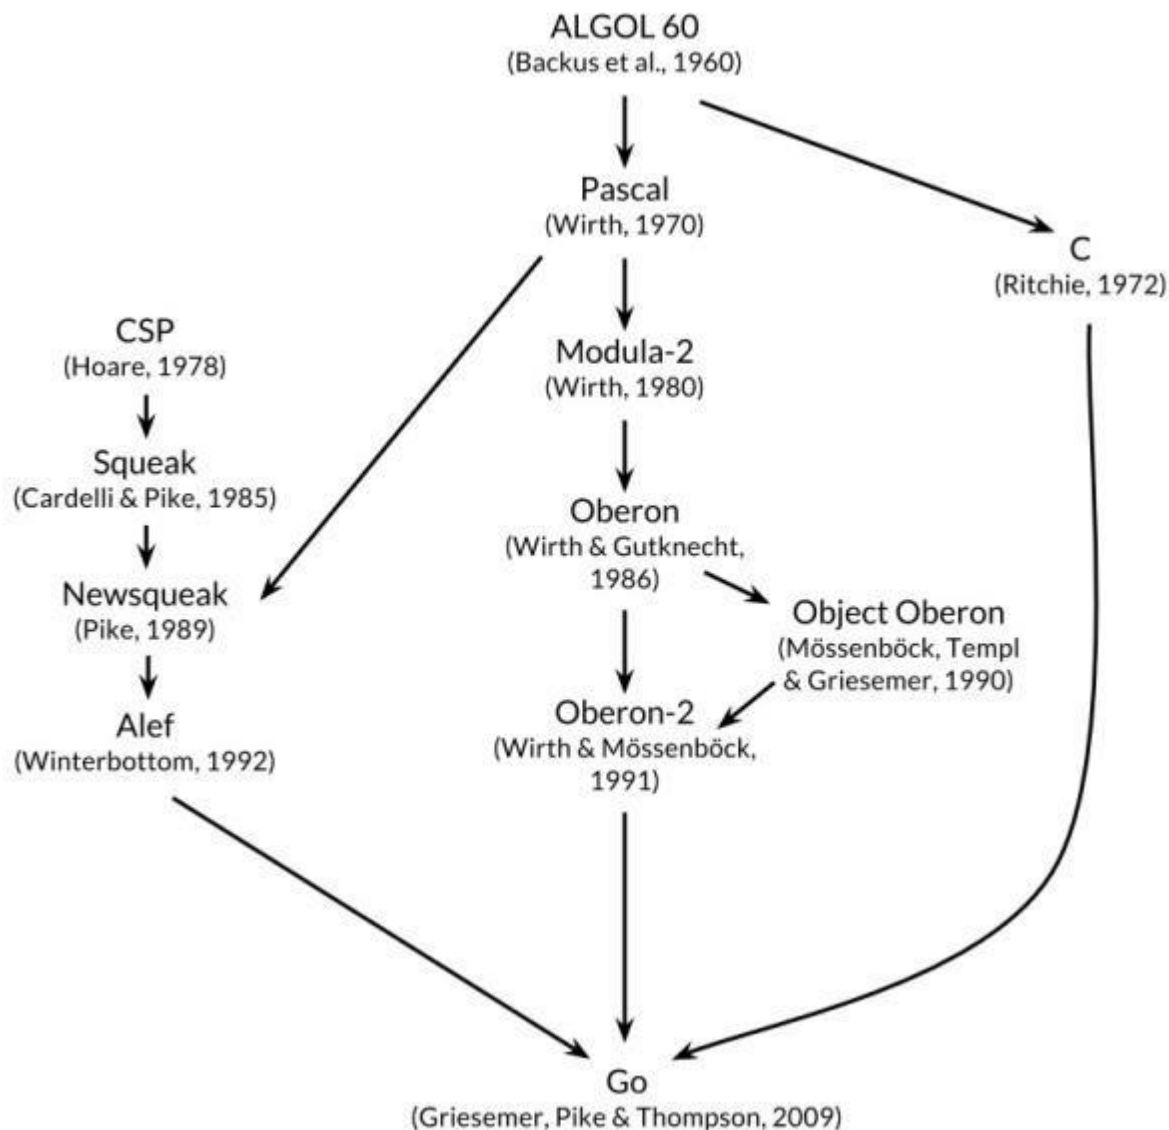 ALGOL 60
(Backus et al., 1960)
Pascal
(Wirth, 1970)
C
(Ritchie, 1972)
CSP
(Hoare, 1978)
Modula-2
(Wirth, 1980)
Squeak
(Cardelli & Pike, 1985)
Oberon
(Wirth & Gutknecht,
1986)
Newsqueak
(Pike, 1989)
Object Oberon
(Mössenböck, Templ
& Griesemer, 1990)
Alef
(Winterbottom, 1992)
Oberon-2
(Wirth & Mössenböck,
1991)
Go
(Griesemer, Pike & Thompson, 2009)